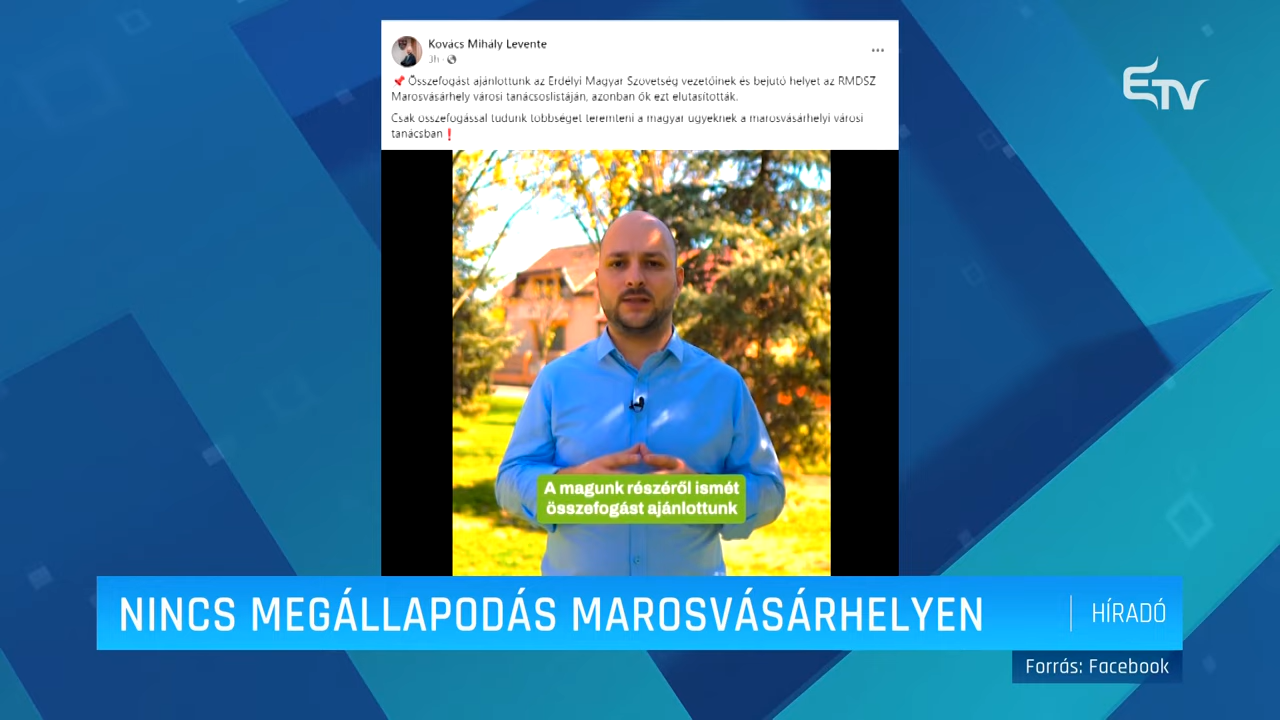 Kovács Mihály Levente
3h
📌 Összefogást ajánlottunk az Erdélyi Magyar Szövetség vezetőinek és bejutó helyet az RMDSZ
Marosvásárhely városi tanácsoslistáján, azonban ők ezt elutasították.
Csak összefogással tudunk többséget teremteni a magyar ügyeknek a marosvásárhelyi városi
tanácsban❗
ETV
A magunk részéről ismét
összefogást ajánlottunk
NINCS MEGÁLLAPODÁS MAROSVÁSÁRHELYEN
HÍRADÓ
Forrás: Facebook